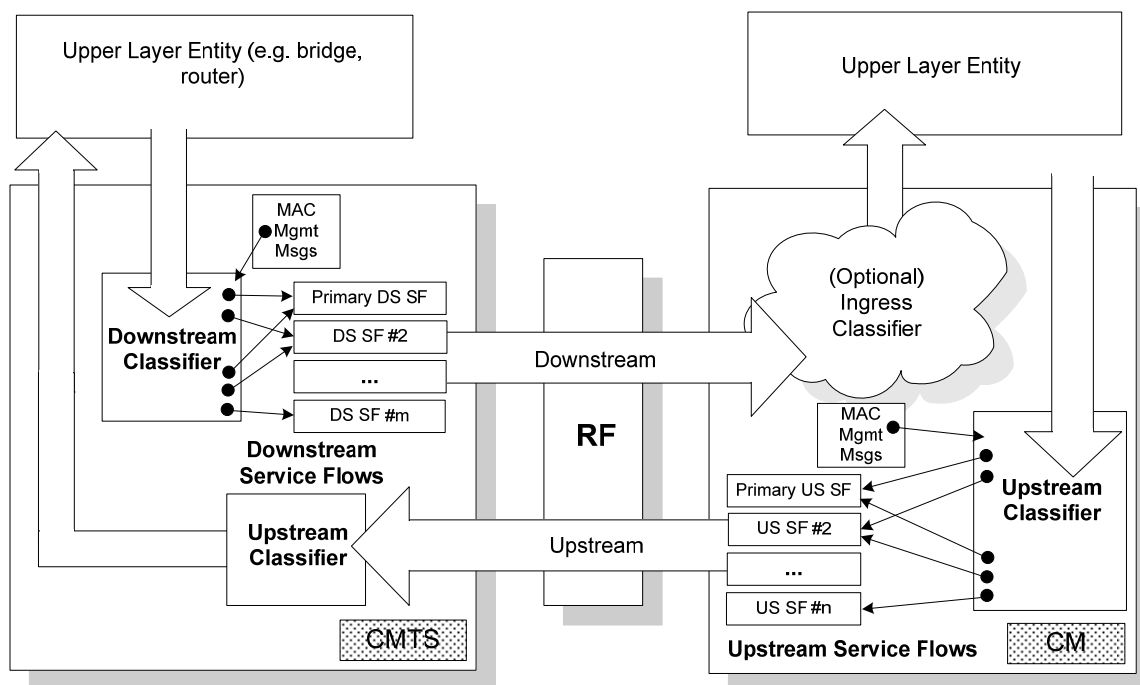 Upper Layer Entity (e.g. bridge,
router)
Upper Layer Entity
MAC
Mgmt
Msgs
Downstream
Classifier
Primary DS SF
DS SF #2
...
DS SF #m
Downstream
Service Flows
Downstream
RF
(Optional)
Ingress
Classifier
MAC
Mgmt
Msgs
Upstream
Classifier
Primary US SF
US SF #2
...
US SF #n
Upstream Service Flows
Upstream
Upstream
Classifier
CMTS
CM